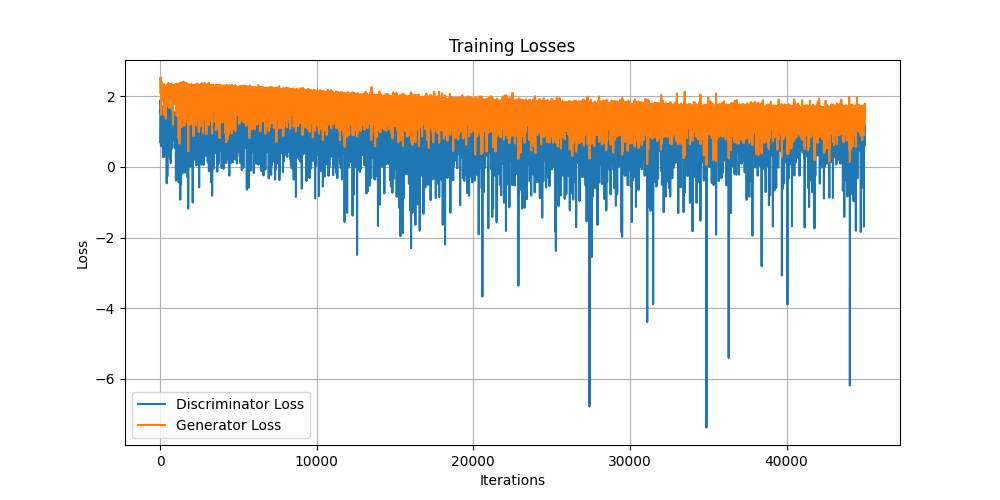 Training Losses
2
0
−2
−4
−6
Loss
0 10000 20000 30000 40000
Iterations
Discriminator Loss
Generator Loss